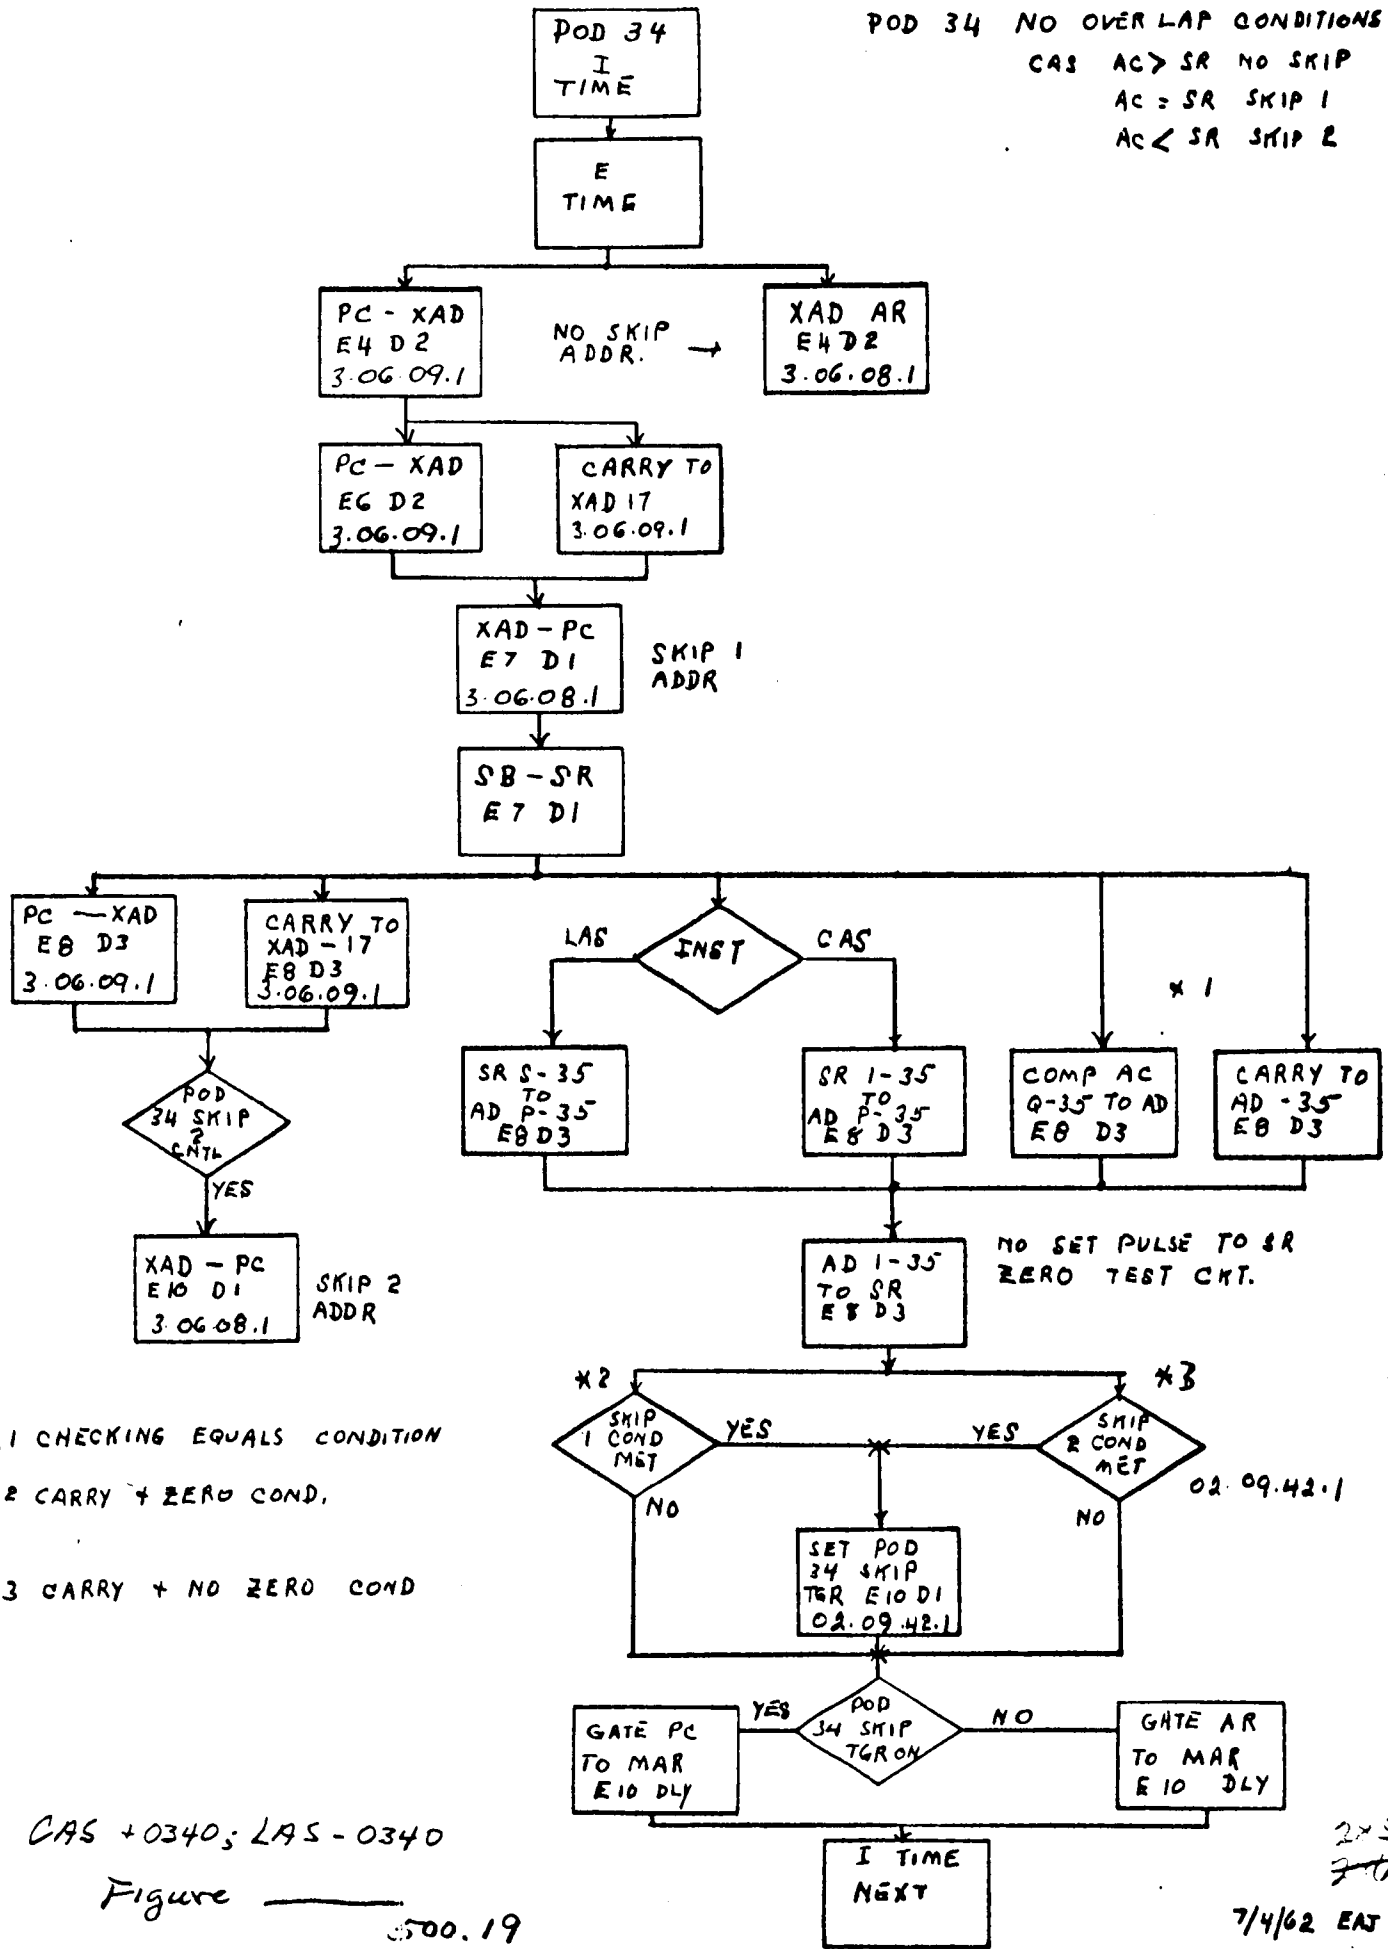 POD 34 NO OVERLAP CONDITIONS
CAS AC > SR NO SKIP
AC = SR SKIP 1
AC < SR SKIP 2
POD 34
I
TIME
E
TIME
PC - XAD
E4 D2
3.06.09.1
NO SKIP
ADDR. →
XAD AR
E4 D2
3.06.08.1
PC - XAD
E6 D2
3.06.09.1
CARRY TO
XAD 17
3.06.09.1
XAD - PC
E7 D1
3.06.08.1
SKIP 1
ADDR
SB - SR
E7 D1
PC - XAD
E8 D3
3.06.09.1
CARRY TO
XAD - 17
E8 D3
3.06.09.1
LAS
INST
CAS
* 1
SR S-35
TO
AD P-35
E8 D3
SR 1-35
TO
AD P-35
E8 D3
COMP AC
Q-35 TO AD
E8 D3
CARRY TO
AD - 35
E8 D3
POD
34 SKIP
2
CNTL
YES
XAD - PC
E10 D1
3.06.08.1
SKIP 2
ADDR
AD 1-35
TO SR
E8 D3
NO SET PULSE TO SR
ZERO TEST CKT.
*2
*3
SKIP
1 COND
MET
YES
NO
YES
SKIP
2 COND
MET
NO
02.09.42.1
1 CHECKING EQUALS CONDITION
2 CARRY + ZERO COND.
3 CARRY + NO ZERO COND
SET POD
34 SKIP
TGR E10 D1
02.09.42.1
YES
POD
34 SKIP
TGR ON
NO
GATE PC
TO MAR
E10 DLY
GATE AR
TO MAR
E10 DLY
I TIME
NEXT
CAS +0340; LAS -0340
Figure
500.19
7/4/62 EAJ